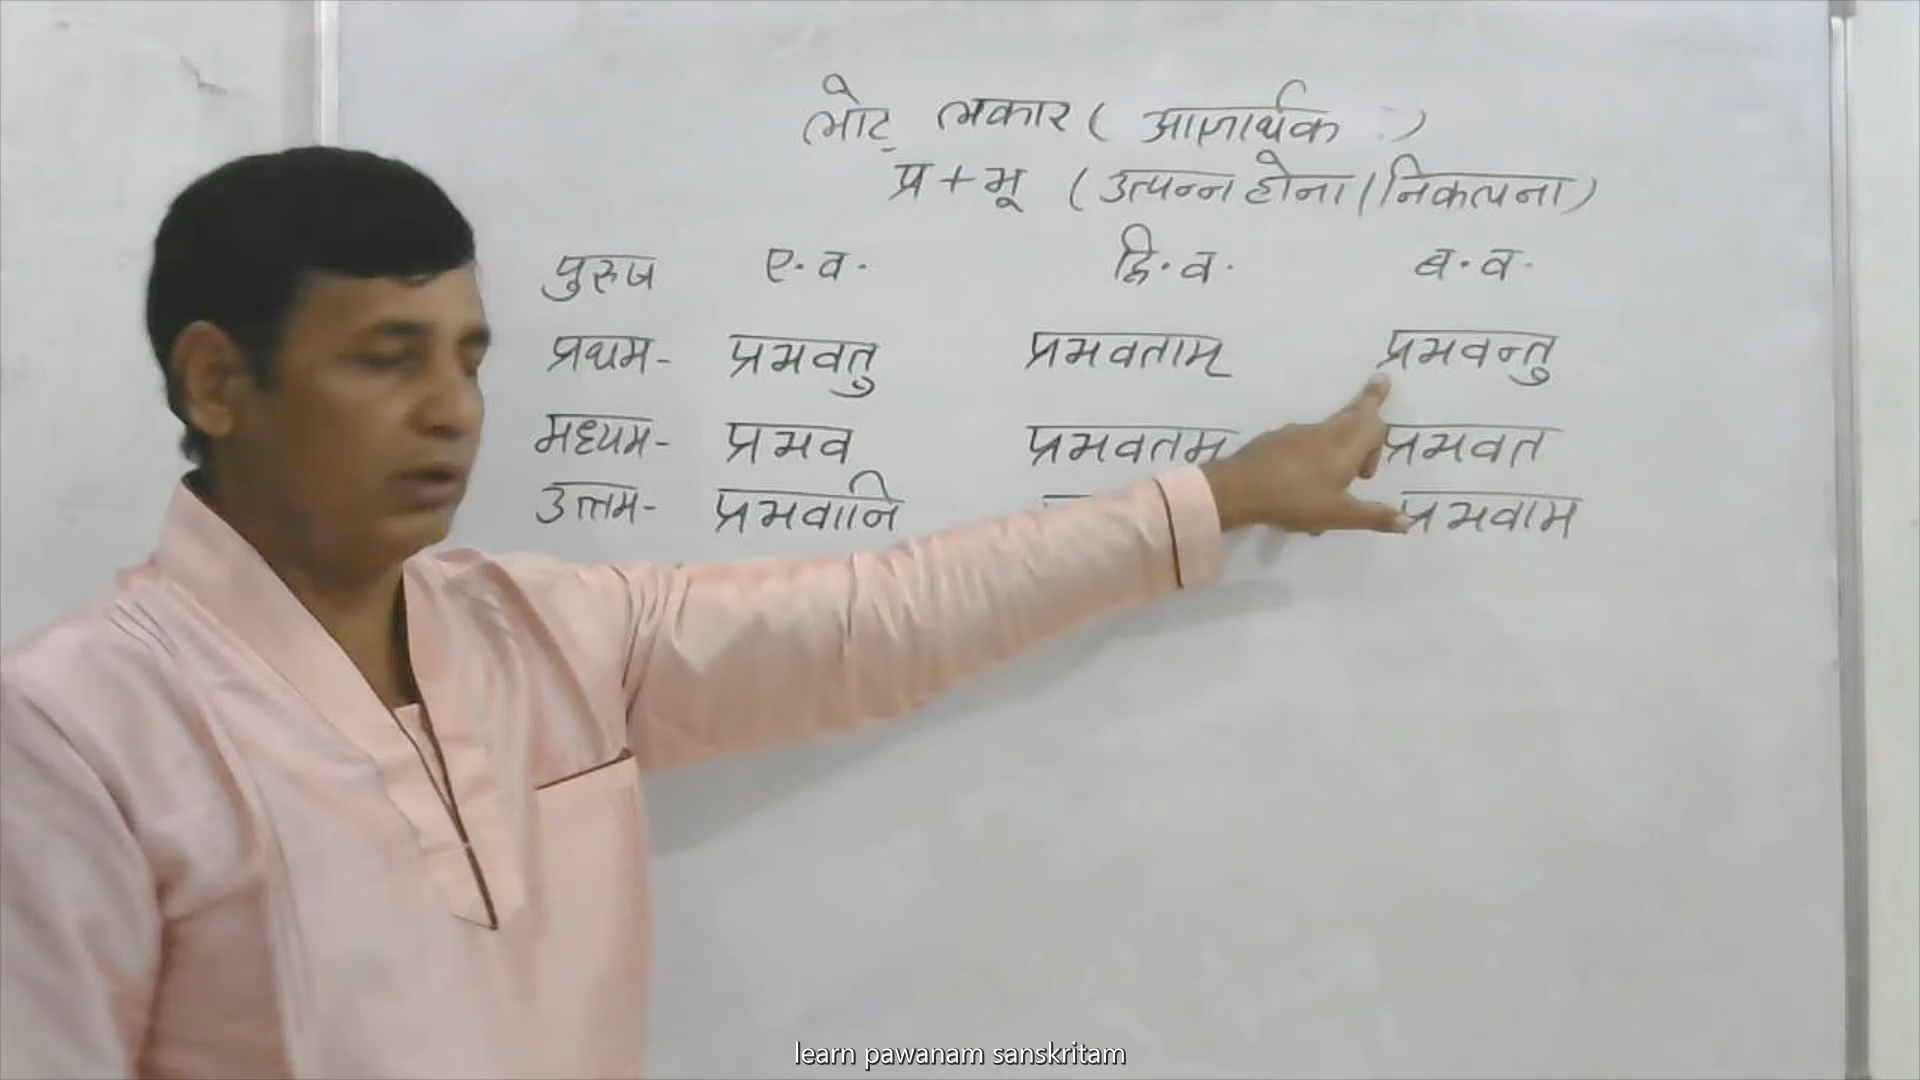 लोट् लकार ( आज्ञार्थक )
प्र + भू ( उत्पन्न होना / निकलना )
पुरुष ए. व. द्वि. व. ब. व.
प्रथम- प्रभवतु प्रभवताम् प्रभवन्तु
मध्यम- प्रभव प्रभवतम् प्रभवत
उत्तम- प्रभवानि प्रभवाम
learn pawanam sanskritam